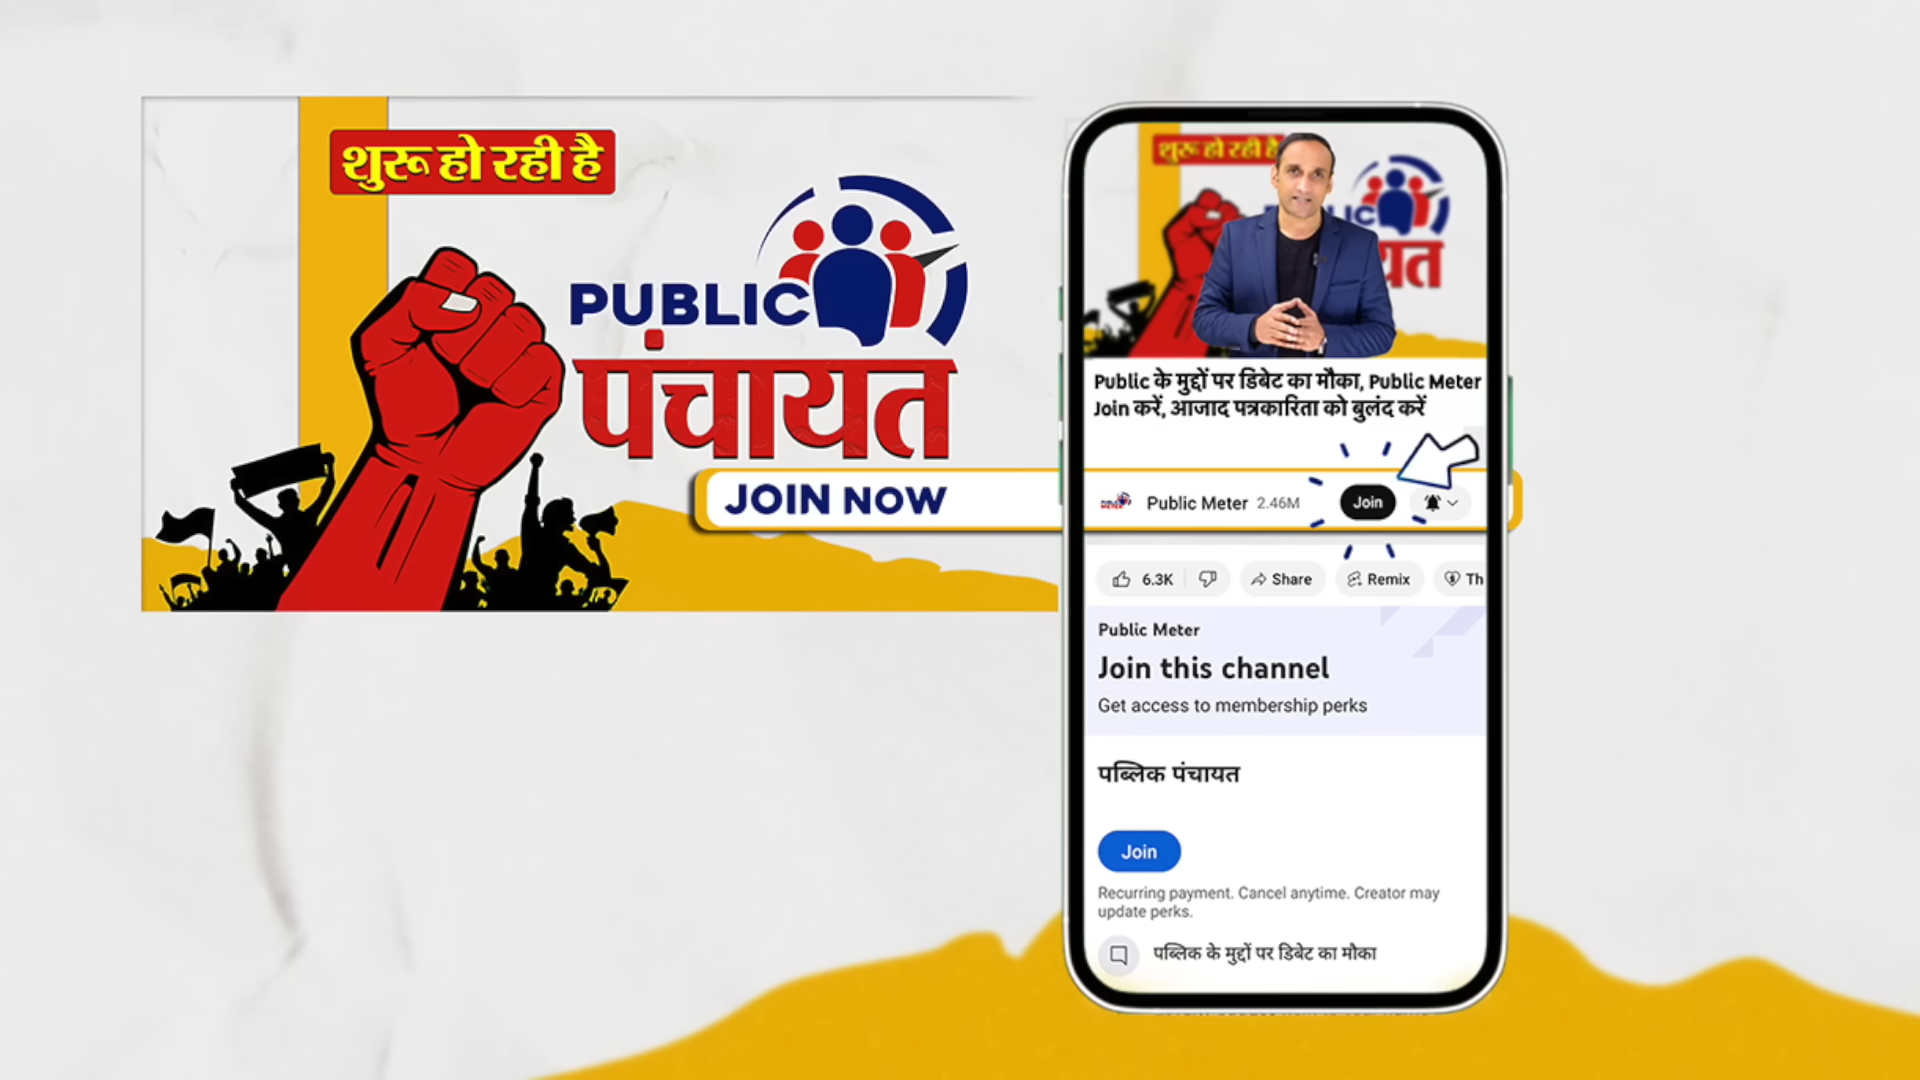 शुरू हो रही है
PUBLIC
पंचायत
JOIN NOW
शुरू हो रही है
Public के मुद्दों पर डिबेट का मौका, Public Meter
Join करें, आजाद पत्रकारिता को बुलंद करें
Public Meter 2.46M Join
6.3K Share Remix Th
Public Meter
Join this channel
Get access to membership perks
पब्लिक पंचायत
Join
Recurring payment. Cancel anytime. Creator may
update perks.
पब्लिक के मुद्दों पर डिबेट का मौका